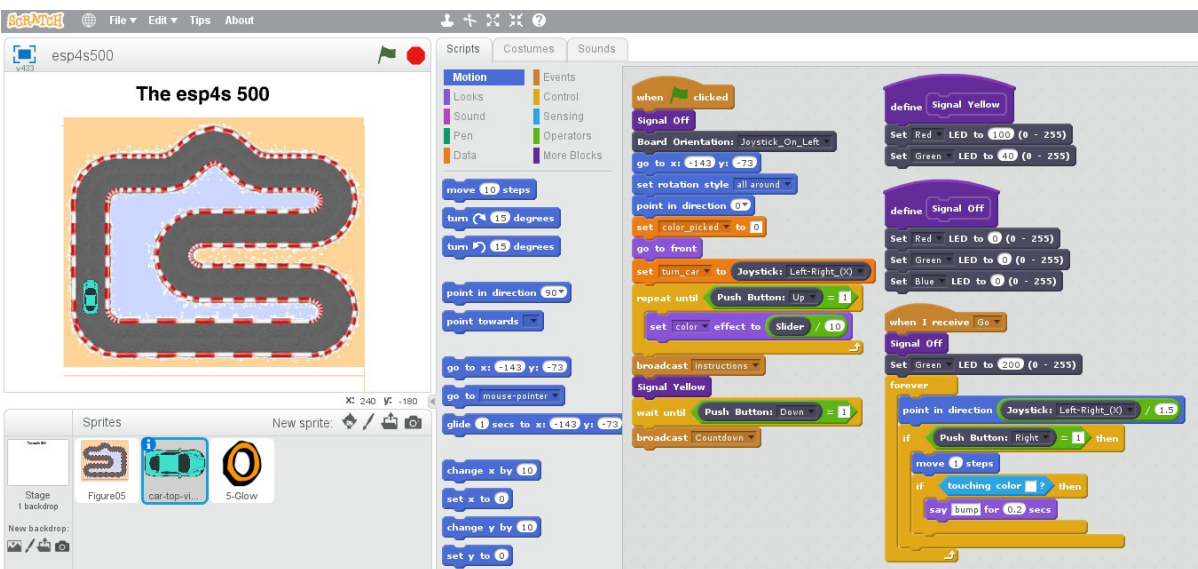 SCRATCH File Edit Tips About
esp4s500
v433
The esp4s 500
X: 240 Y: -180
Sprites New sprite:
Stage
1 backdrop
New backdrop:
Figure05
car-top-vi...
5-Glow
Scripts Costumes Sounds
Motion Events
Looks Control
Sound Sensing
Pen Operators
Data More Blocks
move 10 steps
turn 15 degrees
turn 15 degrees
point in direction 90
point towards
go to x: -143 y: -73
go to mouse-pointer
glide 1 secs to x: -143 y: -73
change x by 10
set x to 0
change y by 10
set y to 0
when clicked
Signal Off
Board Orientation: Joystick_On_Left
go to x: -143 y: -73
set rotation style all around
point in direction 0
set color_picked to 0
go to front
set turn_car to Joystick: Left-Right_(X)
repeat until Push Button: Up = 1
set color effect to Slider / 10
broadcast Instructions
Signal Yellow
wait until Push Button: Down = 1
broadcast Countdown
define Signal Yellow
Set Red LED to 100 (0 - 255)
Set Green LED to 40 (0 - 255)
define Signal Off
Set Red LED to 0 (0 - 255)
Set Green LED to 0 (0 - 255)
Set Blue LED to 0 (0 - 255)
when I receive Go
Signal Off
Set Green LED to 200 (0 - 255)
forever
point in direction Joystick: Left-Right_(X) / 1.5
if Push Button: Right = 1 then
move 1 steps
if touching color ? then
say bump for 0.2 secs